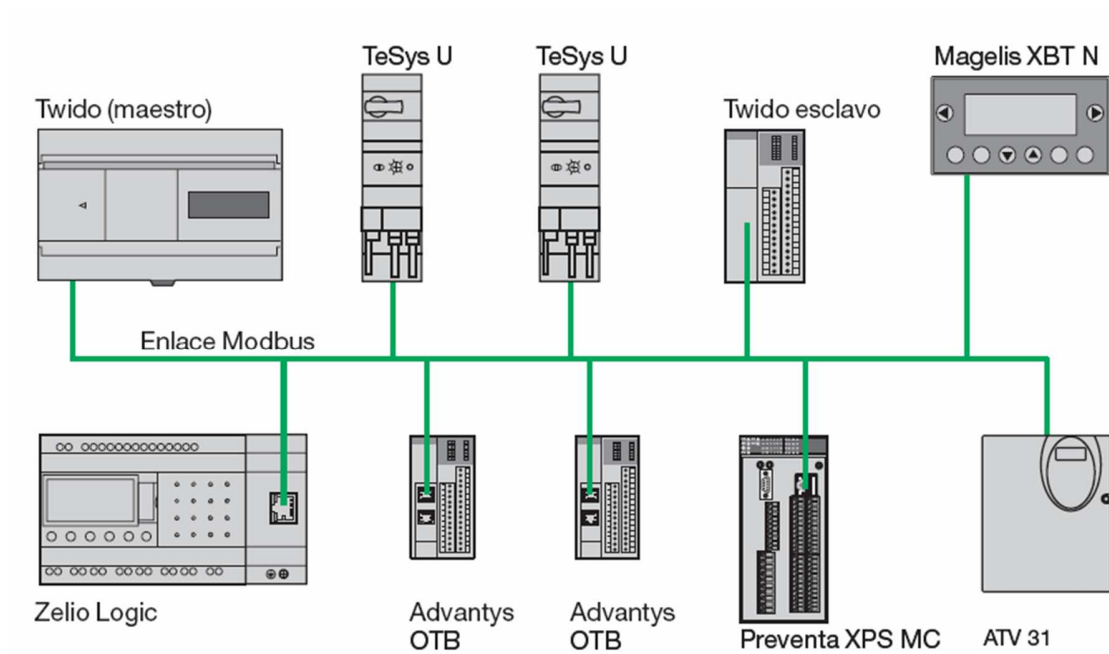 TeSys U
TeSys U
Magelis XBT N
Twido (maestro)
Twido esclavo
Enlace Modbus
Zelio Logic
Advantys
OTB
Advantys
OTB
Preventa XPS MC
ATV 31